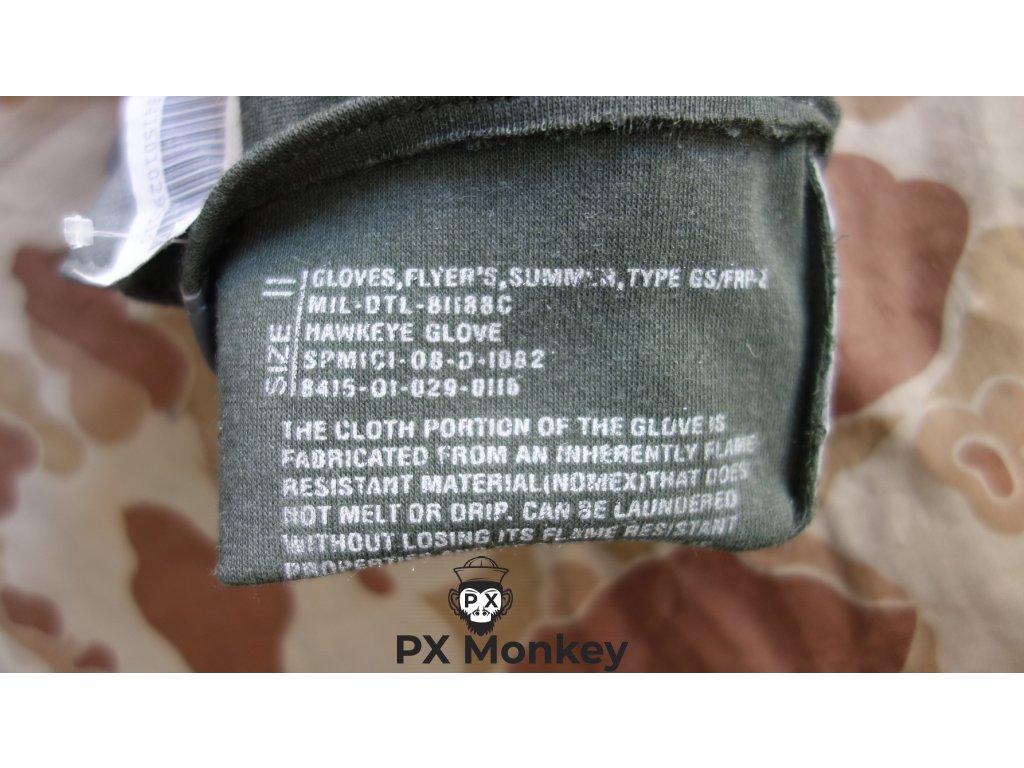 GLOVES,FLYER'S,SUMMER,TYPE GS/FRP-2
MIL-DTL-81188C
HAWKEYE GLOVE
SPM1C1-08-D-1082
8415-01-029-0116
SIZE 11
THE CLOTH PORTION OF THE GLOVE IS
FABRICATED FROM AN INHERENTLY FLAME
RESISTANT MATERIAL(NOMEX)THAT DOES
NOT MELT OR DRIP. CAN BE LAUNDERED
WITHOUT LOSING ITS FLAME RESISTANT
PX
PX Monkey